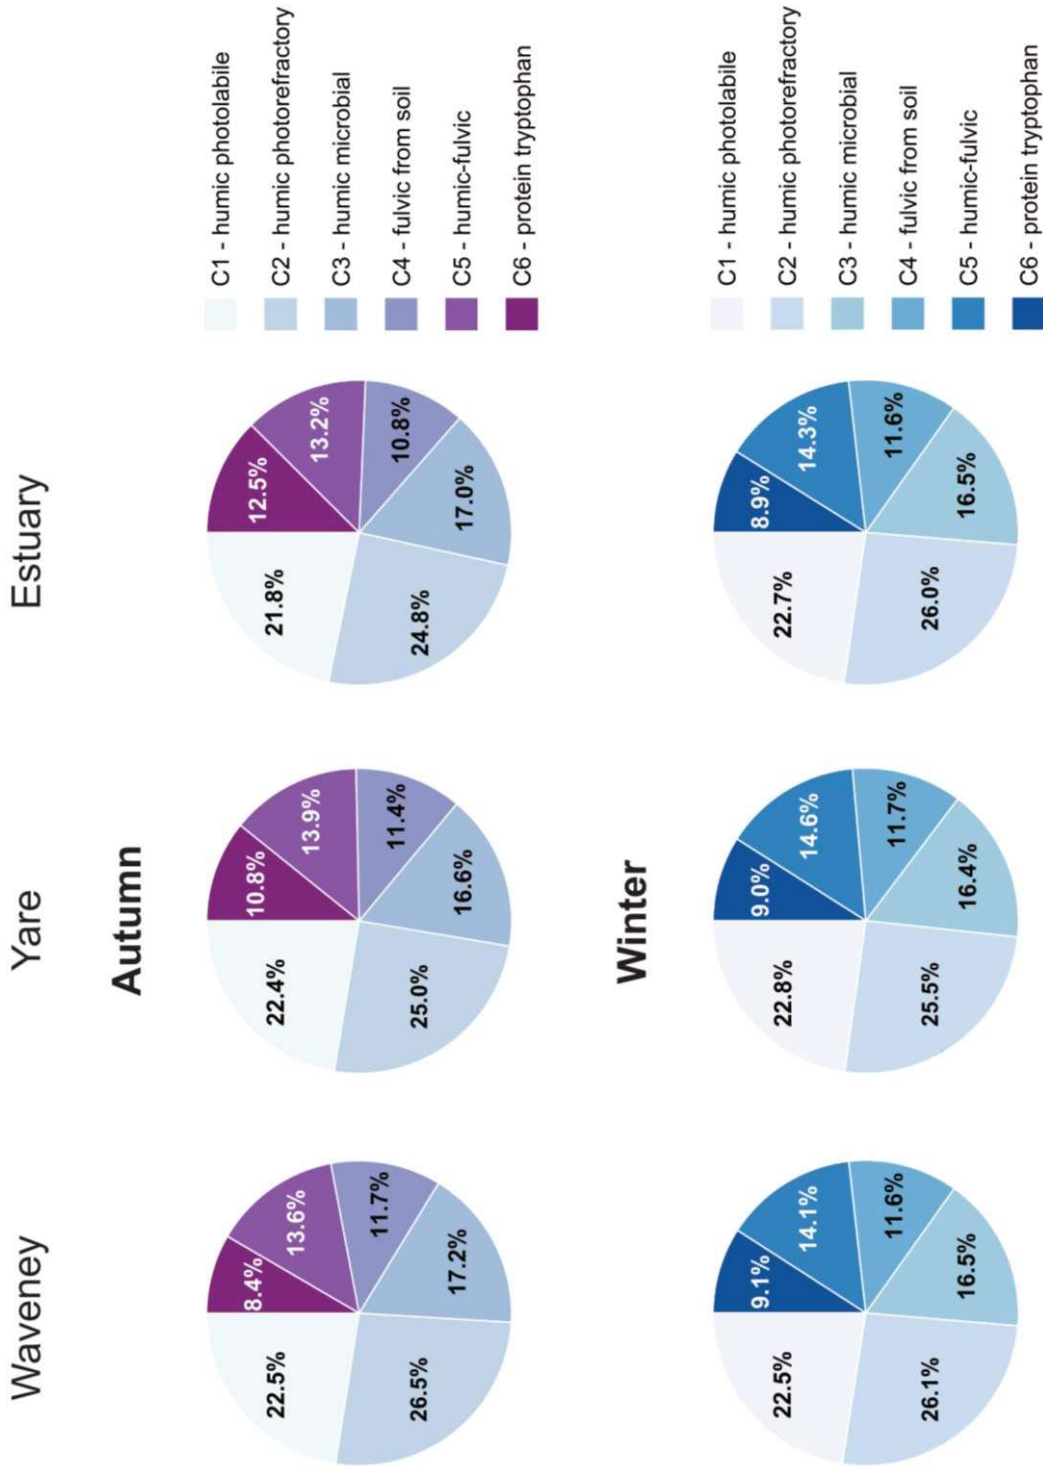 Waveney
Yare
Estuary
Autumn
22.5%
26.5%
17.2%
11.7%
13.6%
8.4%
22.4%
25.0%
16.6%
11.4%
13.9%
10.8%
21.8%
24.8%
17.0%
10.8%
13.2%
12.5%
C1 - humic photolabile
C2 - humic photorefractory
C3 - humic microbial
C4 - fulvic from soil
C5 - humic-fulvic
C6 - protein tryptophan
Winter
22.5%
26.1%
16.5%
11.6%
14.1%
9.1%
22.8%
25.5%
16.4%
11.7%
14.6%
9.0%
22.7%
26.0%
16.5%
11.6%
14.3%
8.9%
C1 - humic photolabile
C2 - humic photorefractory
C3 - humic microbial
C4 - fulvic from soil
C5 - humic-fulvic
C6 - protein tryptophan